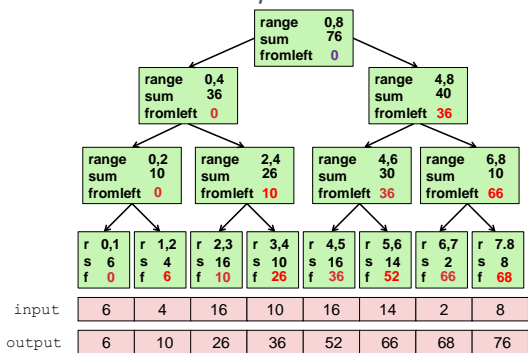 range 0,8
sum 76
fromleft 0
range 0,4
sum 36
fromleft 0
range 4,8
sum 40
fromleft 36
range 0,2
sum 10
fromleft 0
range 2,4
sum 26
fromleft 10
range 4,6
sum 30
fromleft 36
range 6,8
sum 10
fromleft 66
r 0,1
s 6
f 0
r 1,2
s 4
f 6
r 2,3
s 16
f 10
r 3,4
s 10
f 26
r 4,5
s 16
f 36
r 5,6
s 14
f 52
r 6,7
s 2
f 66
r 7.8
s 8
f 68
input 6 4 16 10 16 14 2 8
output 6 10 26 36 52 66 68 76